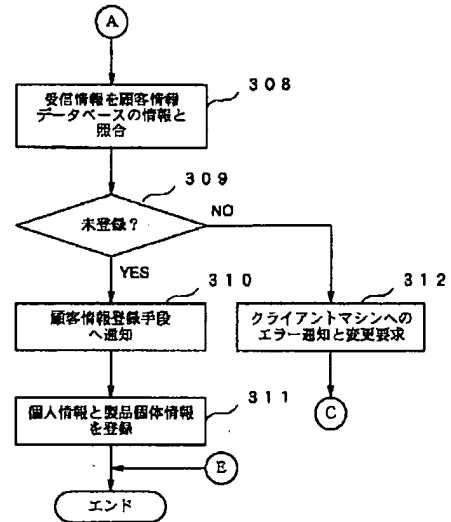 A
308
受信情報を顧客情報
データベースの情報と
照合
309
未登録？
NO
YES
310
顧客情報登録手段
へ通知
312
クライアントマシンへの
エラー通知と変更要求
311
個人情報と製品個体情報
を登録
C
E
エンド